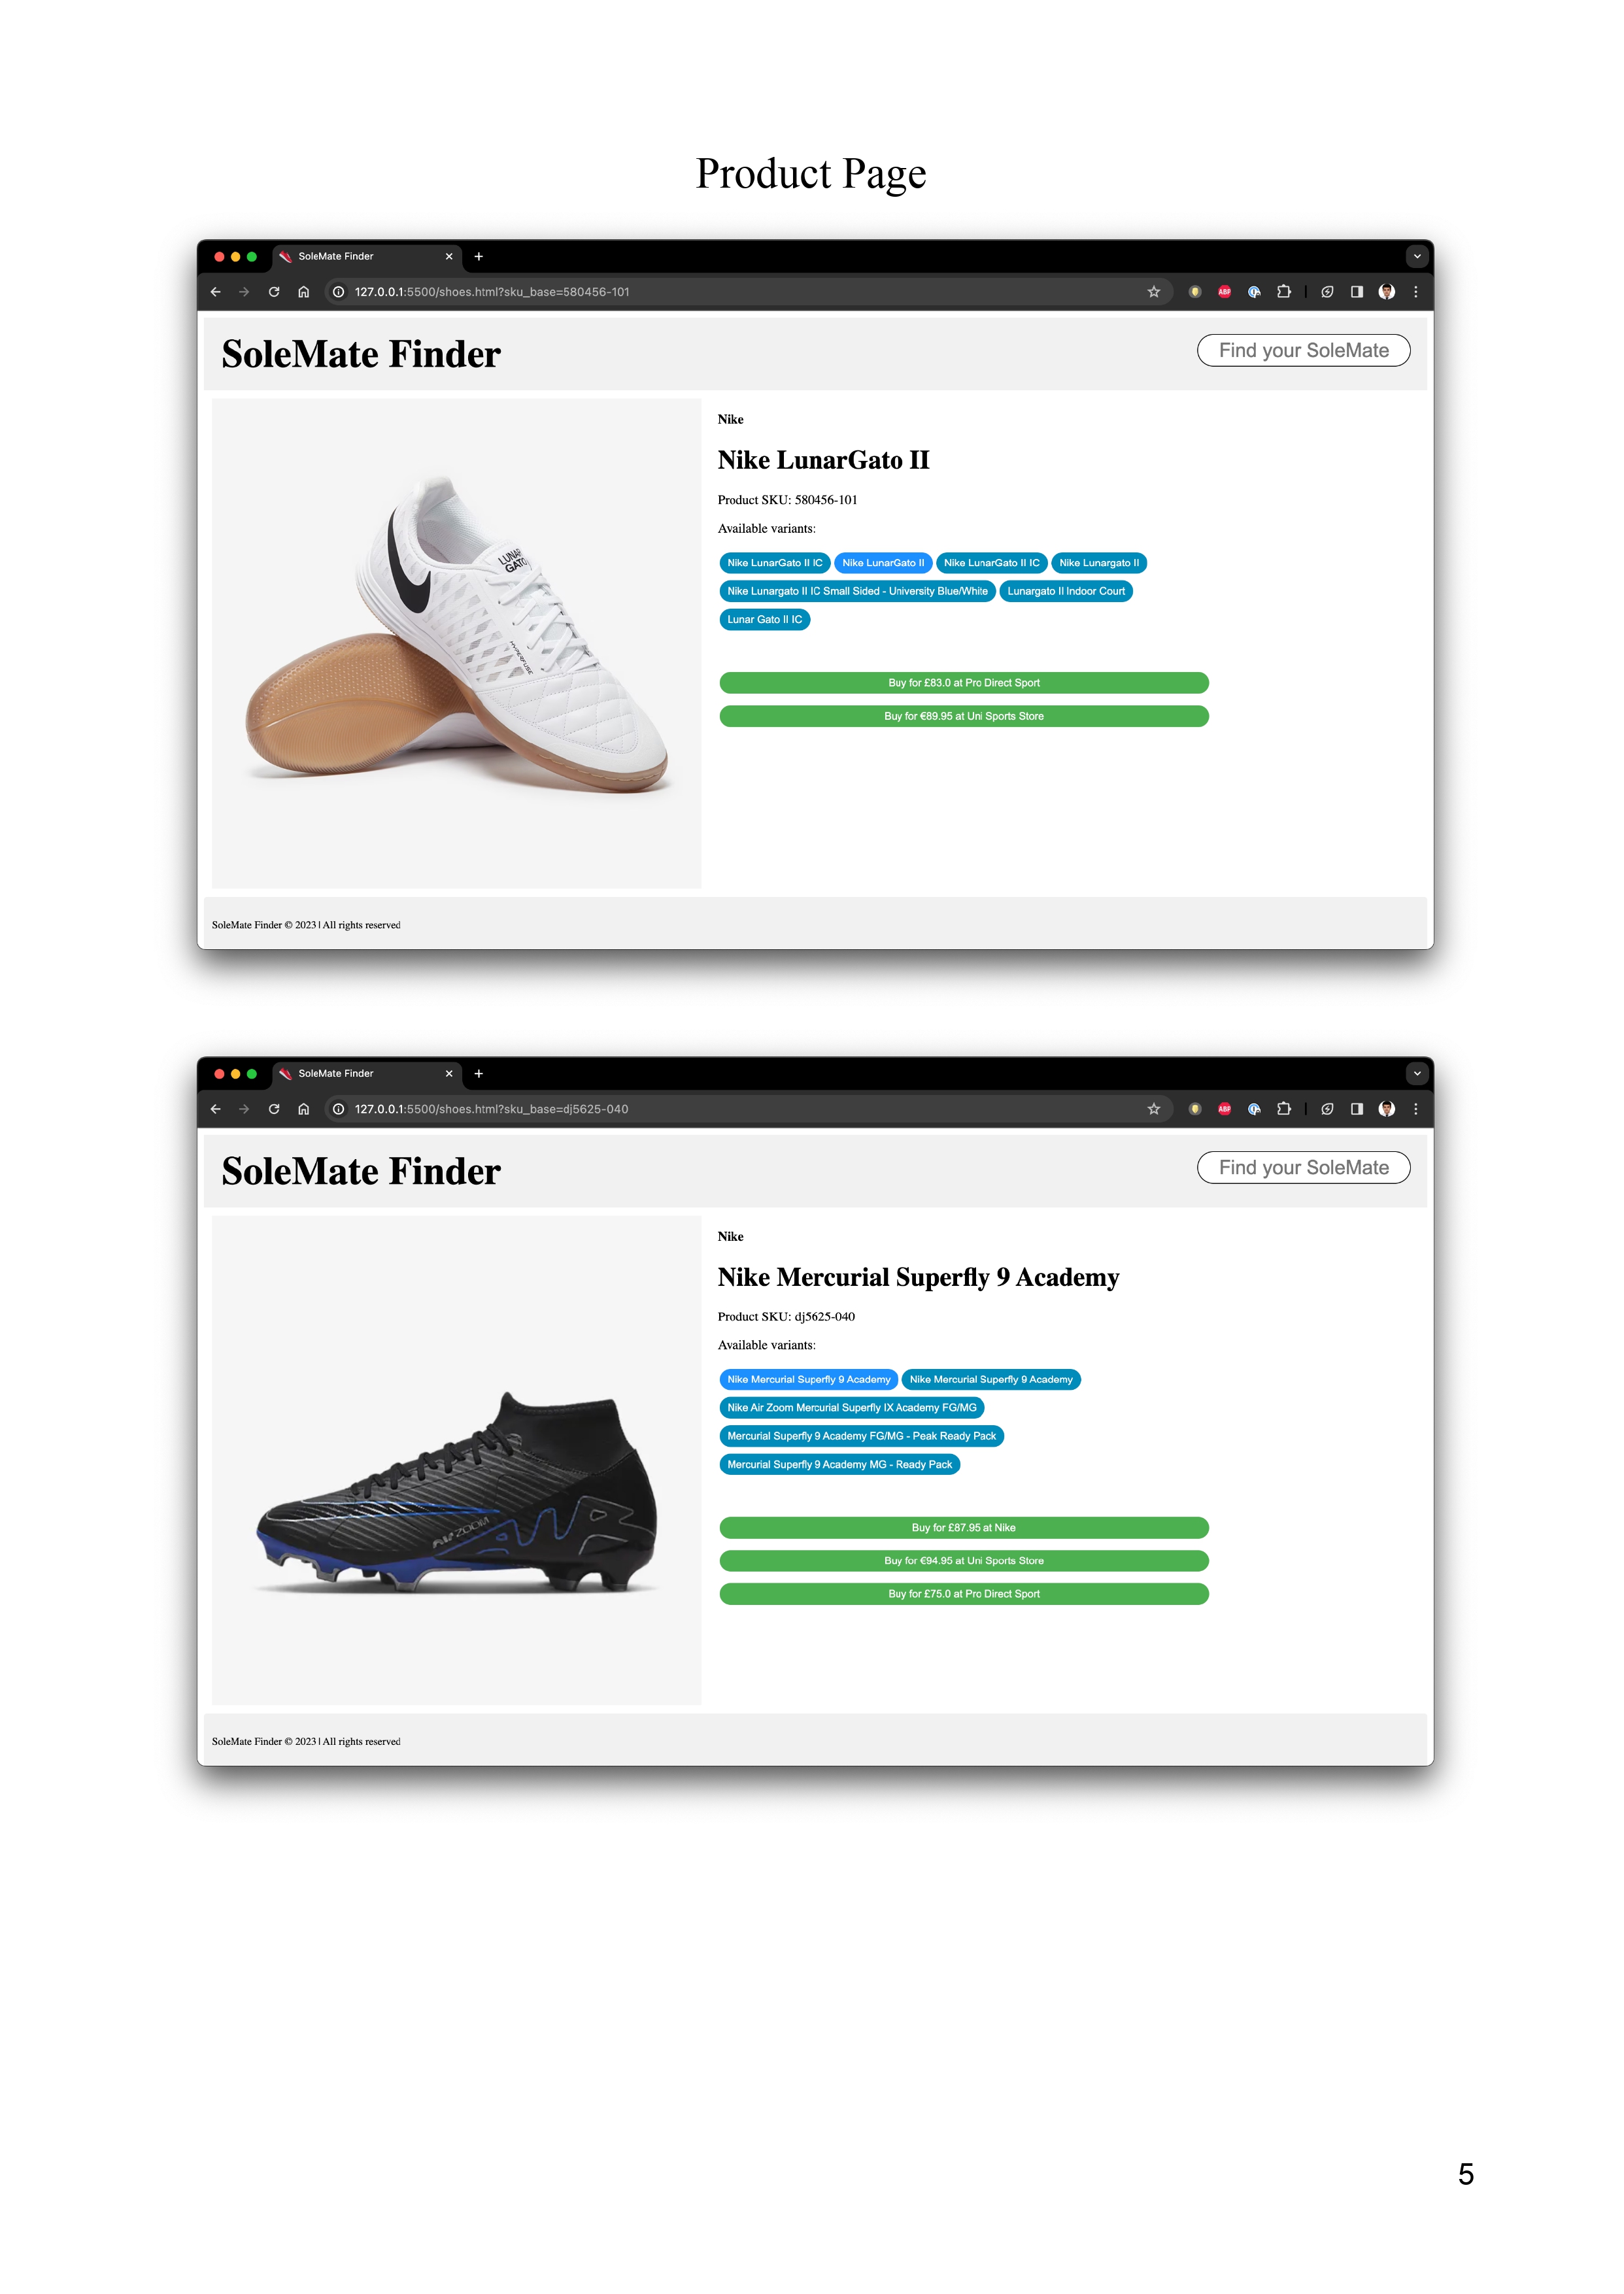 Product Page
SoleMate Finder
127.0.0.1:5500/shoes.html?sku_base=580456-101
ABP
SoleMate Finder
Find your SoleMate
LUNAR
GATO
HYPERFUSE
Nike
Nike LunarGato II
Product SKU: 580456-101
Available variants:
Nike LunarGato II IC Nike LunarGato II Nike LunarGato II IC Nike Lunargato II
Nike Lunargato II IC Small Sided - University Blue/White Lunargato II Indoor Court
Lunar Gato II IC
Buy for £83.0 at Pro Direct Sport
Buy for €89.95 at Uni Sports Store
SoleMate Finder © 2023 | All rights reserved
SoleMate Finder
127.0.0.1:5500/shoes.html?sku_base=dj5625-040
ABP
SoleMate Finder
Find your SoleMate
ZOOM
Nike
Nike Mercurial Superfly 9 Academy
Product SKU: dj5625-040
Available variants:
Nike Mercurial Superfly 9 Academy Nike Mercurial Superfly 9 Academy
Nike Air Zoom Mercurial Superfly IX Academy FG/MG
Mercurial Superfly 9 Academy FG/MG - Peak Ready Pack
Mercurial Superfly 9 Academy MG - Ready Pack
Buy for £87.95 at Nike
Buy for €94.95 at Uni Sports Store
Buy for £75.0 at Pro Direct Sport
SoleMate Finder © 2023 | All rights reserved
5